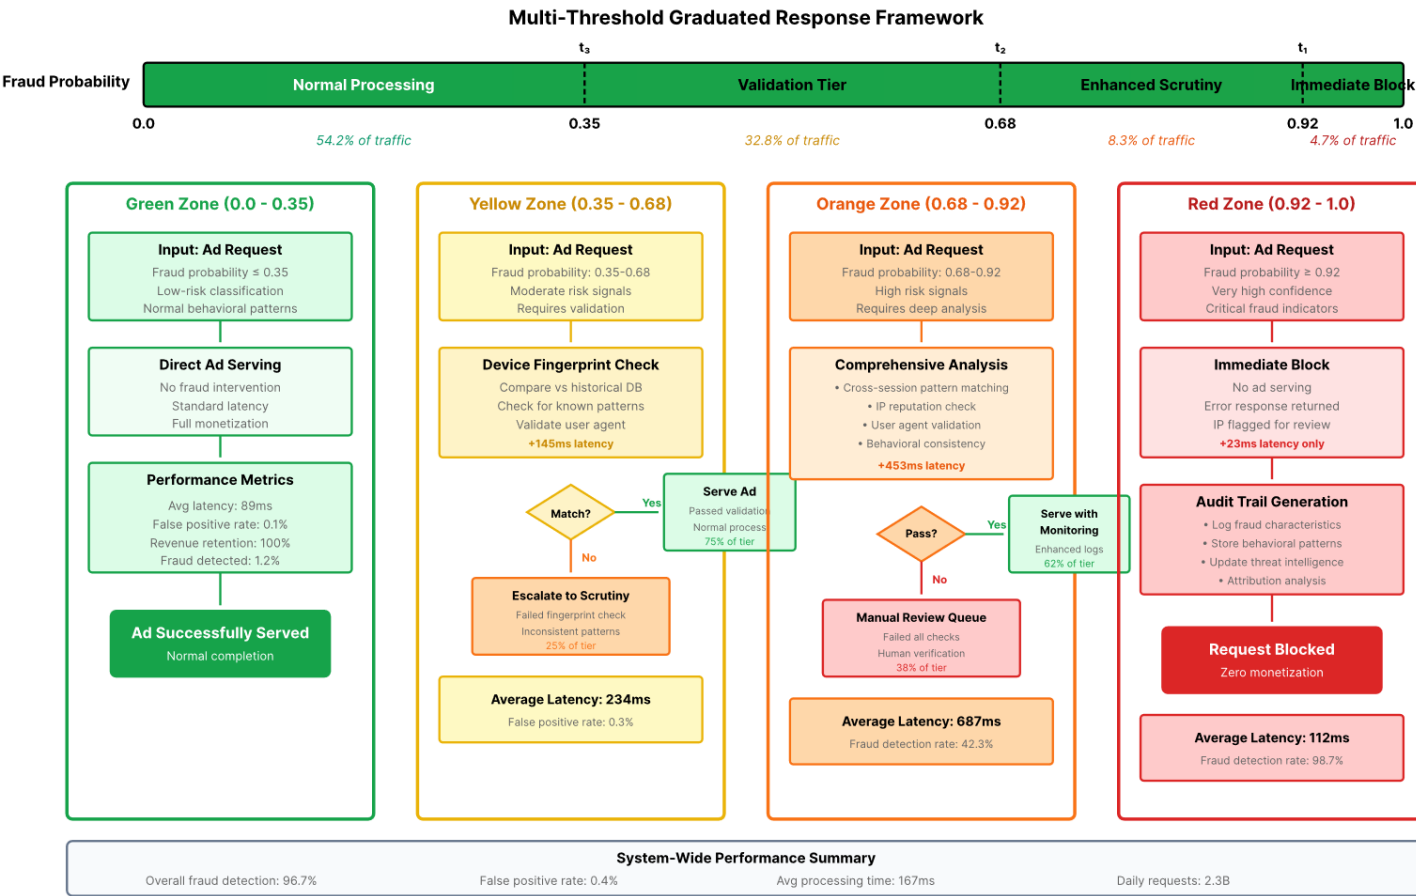 Multi-Threshold Graduated Response Framework
t₃
t₂
t₁
Fraud Probability
Normal Processing
Validation Tier
Enhanced Scrutiny
Immediate Block
0.0
0.35
0.68
0.92
1.0
54.2% of traffic
32.8% of traffic
8.3% of traffic
4.7% of traffic
Green Zone (0.0 - 0.35)
Input: Ad Request
Fraud probability ≤ 0.35
Low-risk classification
Normal behavioral patterns
Direct Ad Serving
No fraud intervention
Standard latency
Full monetization
Performance Metrics
Avg latency: 89ms
False positive rate: 0.1%
Revenue retention: 100%
Fraud detected: 1.2%
Ad Successfully Served
Normal completion
Yellow Zone (0.35 - 0.68)
Input: Ad Request
Fraud probability: 0.35-0.68
Moderate risk signals
Requires validation
Device Fingerprint Check
Compare vs historical DB
Check for known patterns
Validate user agent
+145ms latency
Match?
Yes
Serve Ad
Passed validation
Normal process
75% of tier
No
Escalate to Scrutiny
Failed fingerprint check
Inconsistent patterns
25% of tier
Average Latency: 234ms
False positive rate: 0.3%
Orange Zone (0.68 - 0.92)
Input: Ad Request
Fraud probability: 0.68-0.92
High risk signals
Requires deep analysis
Comprehensive Analysis
• Cross-session pattern matching
• IP reputation check
• User agent validation
• Behavioral consistency
+453ms latency
Pass?
Yes
Serve with
Monitoring
Enhanced logs
62% of tier
No
Manual Review Queue
Failed all checks
Human verification
38% of tier
Average Latency: 687ms
Fraud detection rate: 42.3%
Red Zone (0.92 - 1.0)
Input: Ad Request
Fraud probability ≥ 0.92
Very high confidence
Critical fraud indicators
Immediate Block
No ad serving
Error response returned
IP flagged for review
+23ms latency only
Audit Trail Generation
• Log fraud characteristics
• Store behavioral patterns
• Update threat intelligence
• Attribution analysis
Request Blocked
Zero monetization
Average Latency: 112ms
Fraud detection rate: 98.7%
System-Wide Performance Summary
Overall fraud detection: 96.7%
False positive rate: 0.4%
Avg processing time: 167ms
Daily requests: 2.3B